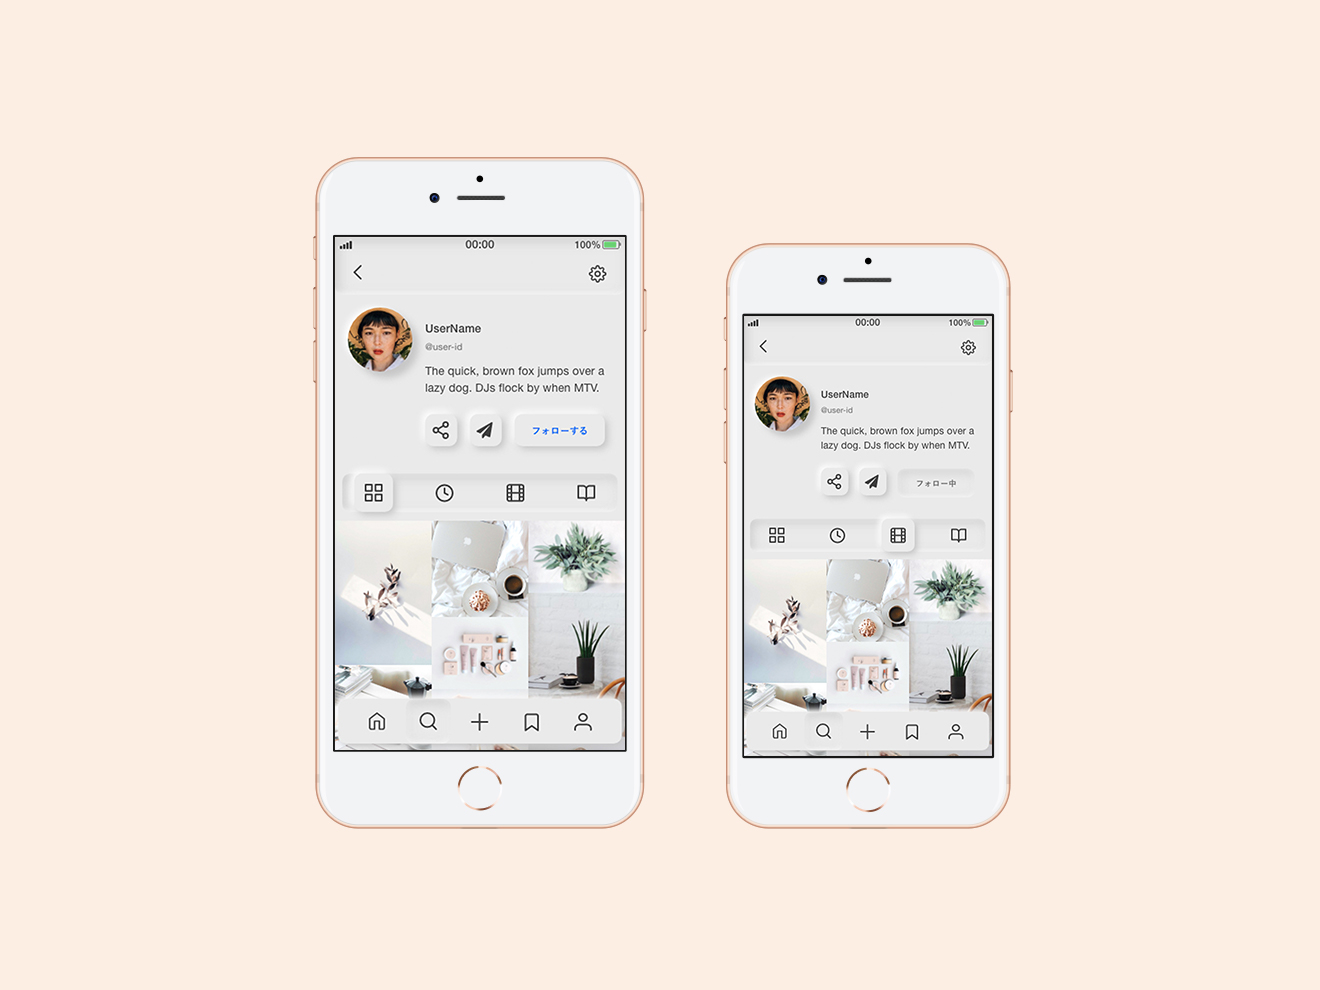 00:00
100%
UserName
@user-id
The quick, brown fox jumps over a
lazy dog. DJs flock by when MTV.
フォローする
00:00
100%
UserName
@user-id
The quick, brown fox jumps over a
lazy dog. DJs flock by when MTV.
フォロー中